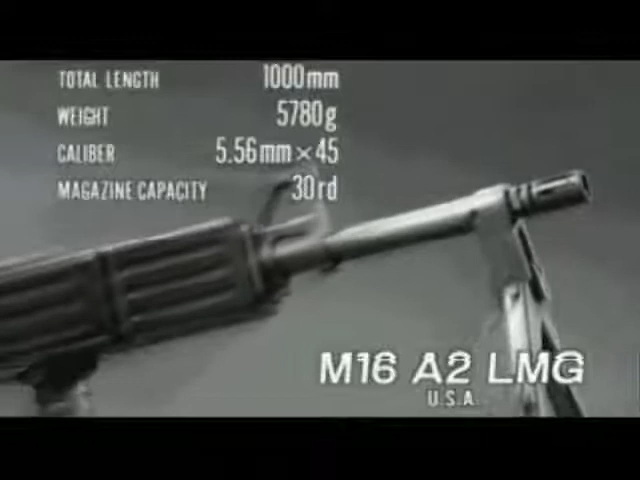 TOTAL LENGTH 1000mm
WEIGHT 5780g
CALIBER 5.56mm×45
MAGAZINE CAPACITY 30rd
M16 A2 LMG
U.S.A.